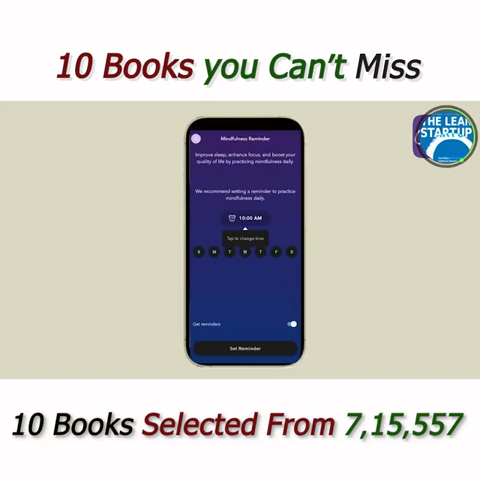 10 Books you Can't Miss
THE LEAN
STARTUP
Mindfulness Reminder
Improve sleep, enhance focus, and boost your
quality of life by practicing mindfulness daily.
We recommend setting a reminder to practice
mindfulness daily.
10:00 AM
Tap to change time
S M T W T F S
Get reminders
Set Reminder
10 Books Selected From 7,15,557